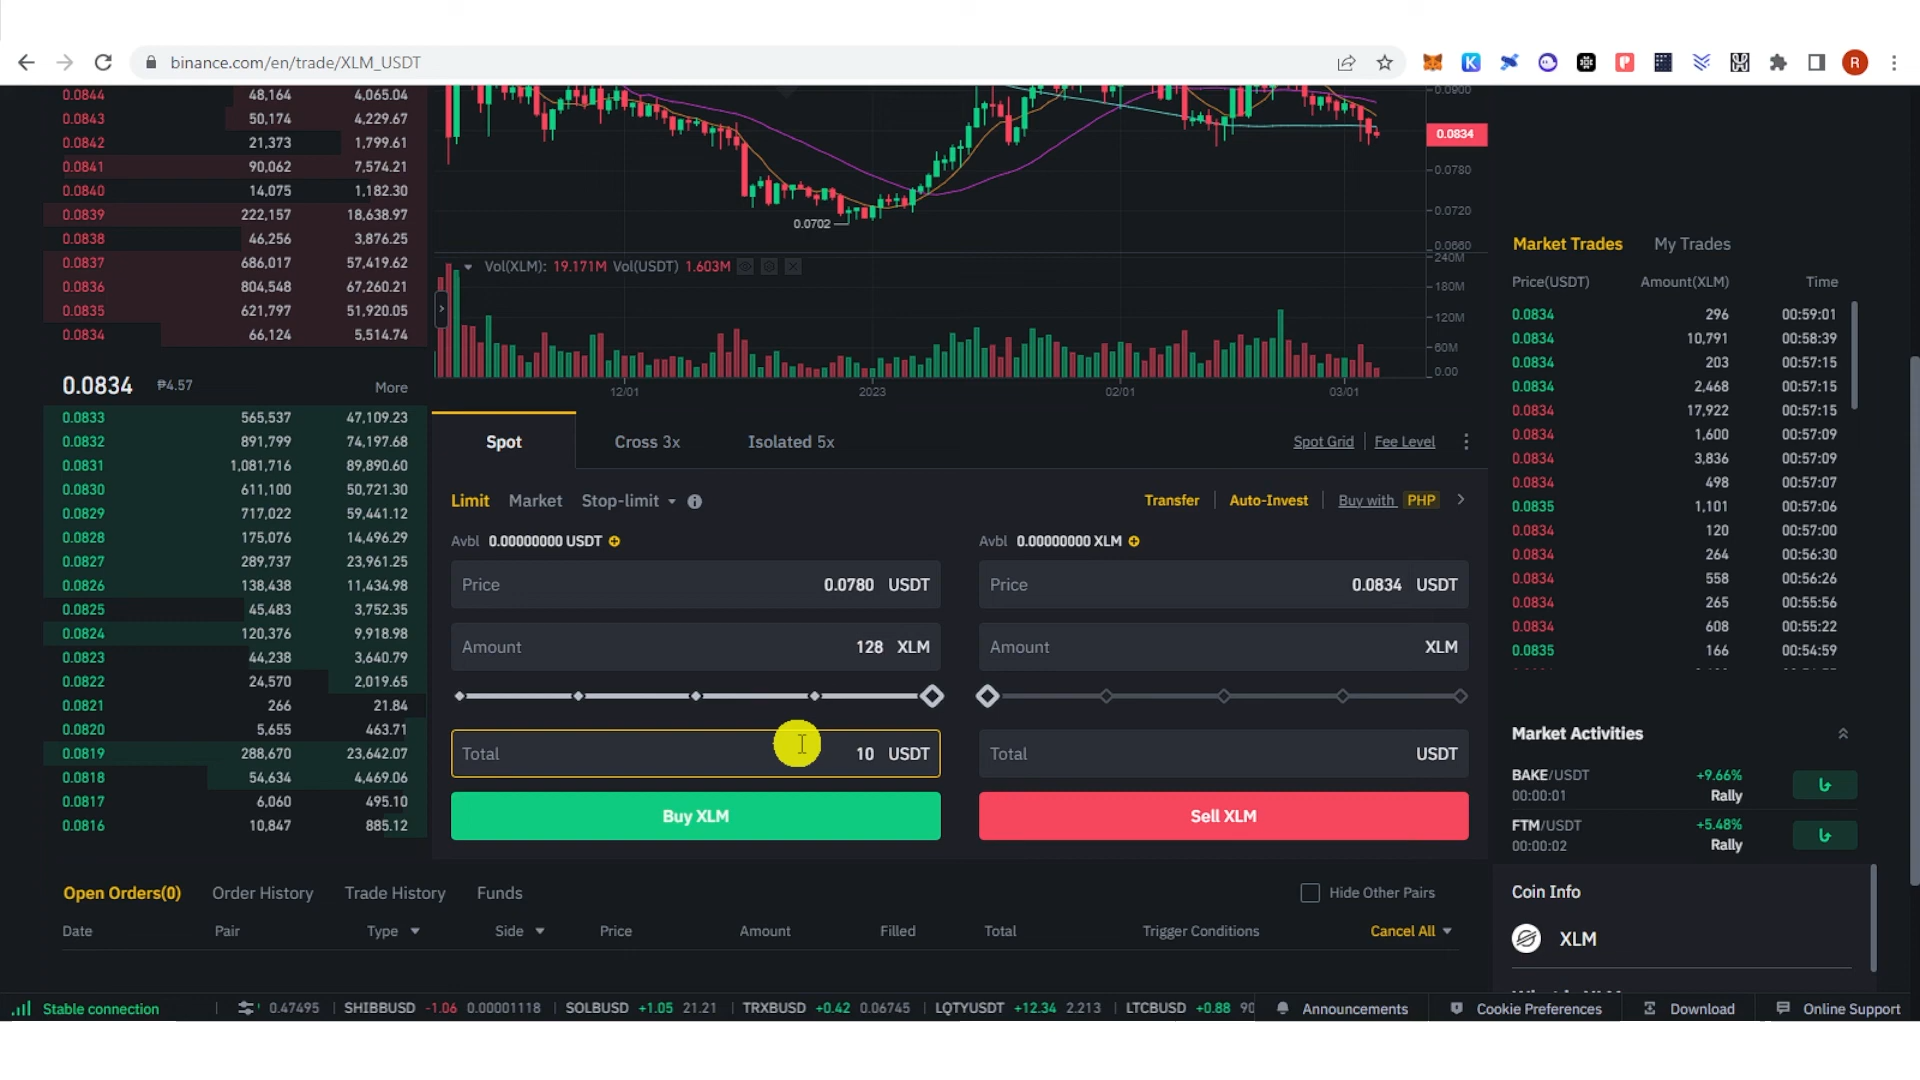 binance.com/en/trade/XLM_USDT
R
0.0844 48,164 4,065.04
0.0843 50,174 4,229.67
0.0842 21,373 1,799.61
0.0841 90,062 7,574.21
0.0840 14,075 1,182.30
0.0839 222,157 18,638.97
0.0838 46,256 3,876.25
0.0837 686,017 57,419.62
0.0836 804,548 67,260.21
0.0835 621,797 51,920.05
0.0834 66,124 5,514.74
0.0834 ₱4.57 More
0.0833 565,537 47,109.23
0.0832 891,799 74,197.68
0.0831 1,081,716 89,890.60
0.0830 611,100 50,721.30
0.0829 717,022 59,441.12
0.0828 175,076 14,496.29
0.0827 289,737 23,961.25
0.0826 138,438 11,434.98
0.0825 45,483 3,752.35
0.0824 120,376 9,918.98
0.0823 44,238 3,640.79
0.0822 24,570 2,019.65
0.0821 266 21.84
0.0820 5,655 463.71
0.0819 288,670 23,642.07
0.0818 54,634 4,469.06
0.0817 6,060 495.10
0.0816 10,847 885.12
0.0900
0.0834
0.0780
0.0720
0.0702
0.0660
Vol(XLM): 19.171M Vol(USDT) 1.603M
240M
180M
120M
60M
0.00
12/01 2023 02/01 03/01
Spot Cross 3x Isolated 5x Spot Grid Fee Level
Limit Market Stop-limit Transfer Auto-Invest Buy with PHP
Avbl 0.00000000 USDT
Price 0.0780 USDT
Amount 128 XLM
Total 10 USDT
Buy XLM
Avbl 0.00000000 XLM
Price 0.0834 USDT
Amount XLM
Total USDT
Sell XLM
Market Trades My Trades
Price(USDT) Amount(XLM) Time
0.0834 296 00:59:01
0.0834 10,791 00:58:39
0.0834 203 00:57:15
0.0834 2,468 00:57:15
0.0834 17,922 00:57:15
0.0834 1,600 00:57:09
0.0834 3,836 00:57:09
0.0834 498 00:57:07
0.0835 1,101 00:57:06
0.0834 120 00:57:00
0.0834 264 00:56:30
0.0834 558 00:56:26
0.0834 265 00:55:56
0.0834 608 00:55:22
0.0835 166 00:54:59
Market Activities
BAKE/USDT +9.66%
00:00:01 Rally
FTM/USDT +5.48%
00:00:02 Rally
Coin Info
XLM
Open Orders(0) Order History Trade History Funds Hide Other Pairs
Date Pair Type Side Price Amount Filled Total Trigger Conditions Cancel All
Stable connection 0.47495 SHIBBUSD -1.06 0.00001118 SOLBUSD +1.05 21.21 TRXBUSD +0.42 0.06745 LQTYUSDT +12.34 2.213 LTCBUSD +0.88 90 Announcements Cookie Preferences Download Online Support